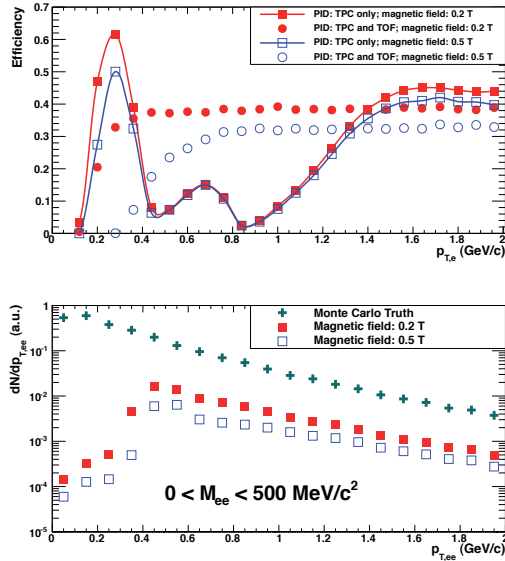 Efficiency
PID: TPC only; magnetic field: 0.2 T
PID: TPC and TOF; magnetic field: 0.2 T
PID: TPC only; magnetic field: 0.5 T
PID: TPC and TOF; magnetic field: 0.5 T
0.7
0.6
0.5
0.4
0.3
0.2
0.1
0.0
0 0.2 0.4 0.6 0.8 1 1.2 1.4 1.6 1.8 2
p_{T,e} (GeV/c)
dN/dp_{T,ee} (a.u.)
Monte Carlo Truth
Magnetic field: 0.2 T
Magnetic field: 0.5 T
1
10^{-1}
10^{-2}
10^{-3}
10^{-4}
10^{-5}
0 < M_{ee} < 500 MeV/c^2
0 0.2 0.4 0.6 0.8 1 1.2 1.4 1.6 1.8 2
p_{T,ee} (GeV/c)